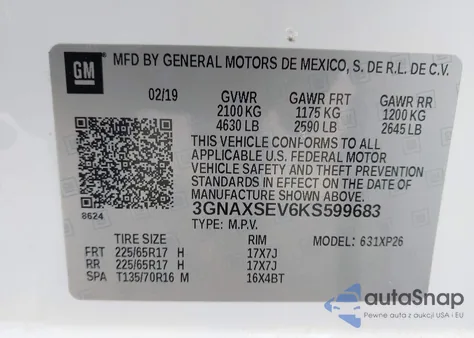 GM
MFD BY GENERAL MOTORS DE MEXICO, S. DE R.L. DE C.V.
02/19 GVWR GAWR FRT GAWR RR
2100 KG 1175 KG 1200 KG
4630 LB 2590 LB 2645 LB
THIS VEHICLE CONFORMS TO ALL
APPLICABLE U.S. FEDERAL MOTOR
VEHICLE SAFETY AND THEFT PREVENTION
STANDARDS IN EFFECT ON THE DATE OF
MANUFACTURE SHOWN ABOVE.
3GNAXSEV6KS599683
8624
TYPE: M.P.V.
TIRE SIZE RIM MODEL: 631XP26
FRT 225/65R17 H 17X7J
RR 225/65R17 H 17X7J
SPA T135/70R16 M 16X4BT
autoSnap
Pewne auta z aukcji USA i EU